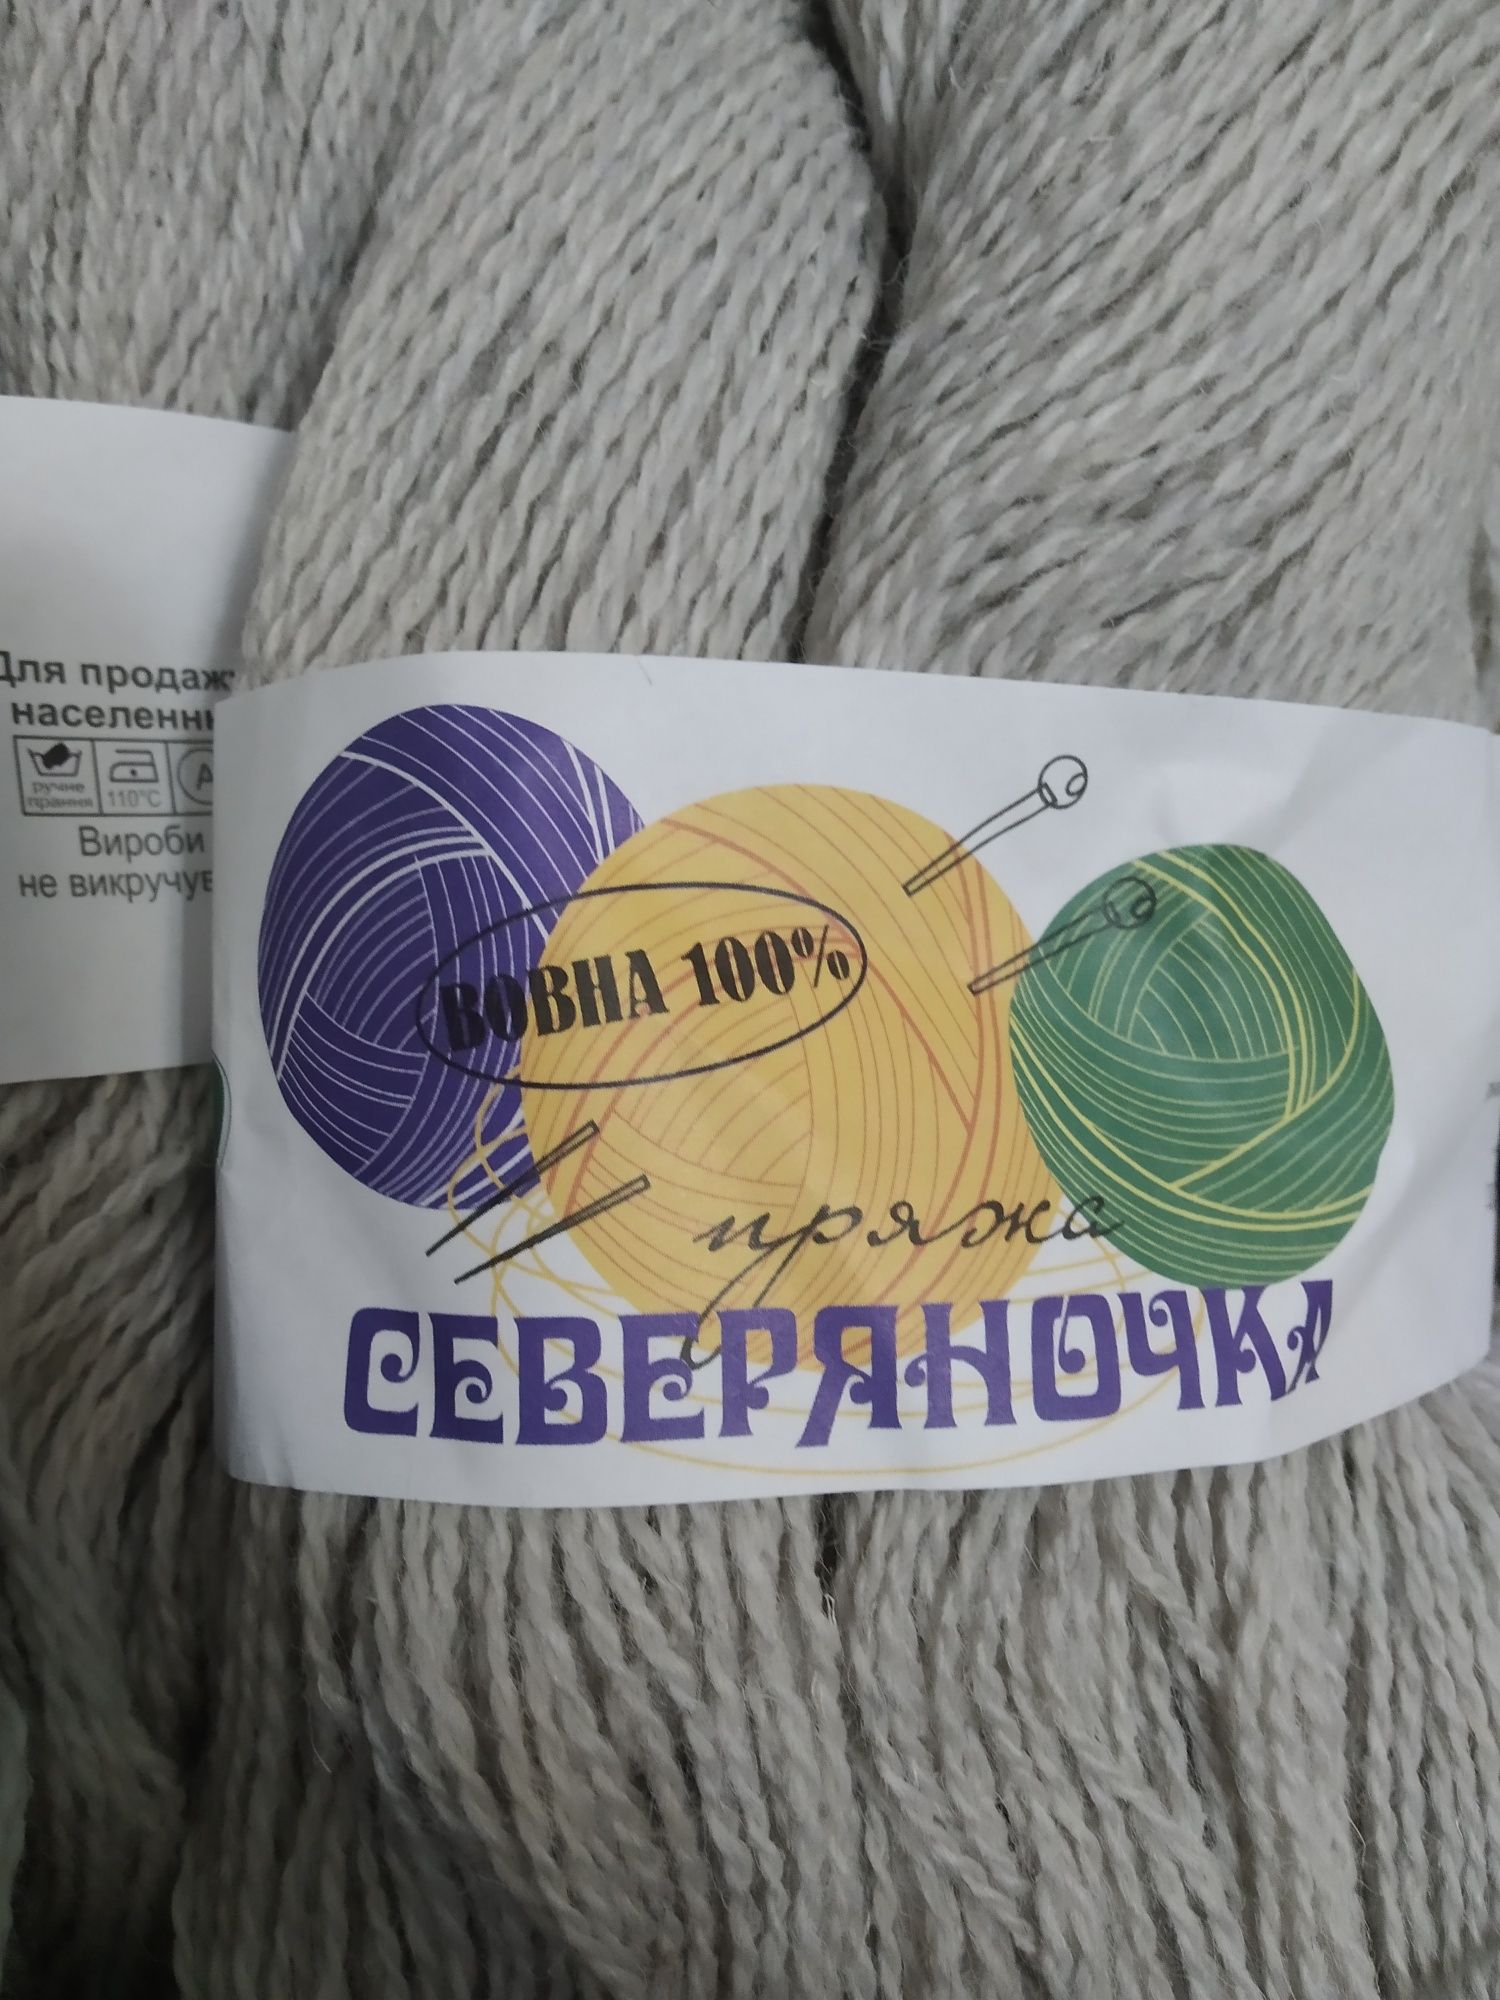 Для продаж
населенн
ручне
прання
110°C
А
Вироби
не викручув
ВОВНА 100%
пряжа
СЕВЕРЯНОЧКА